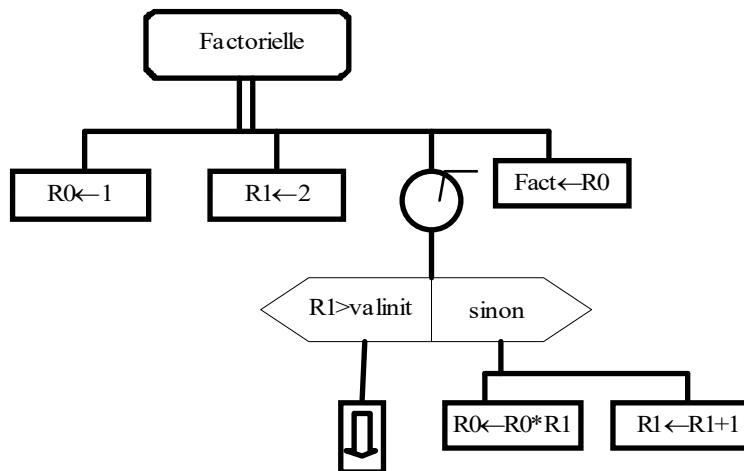 Factorielle
R0←1
R1←2
Fact←R0
R1>valinit
sinon
R0←R0*R1
R1←R1+1